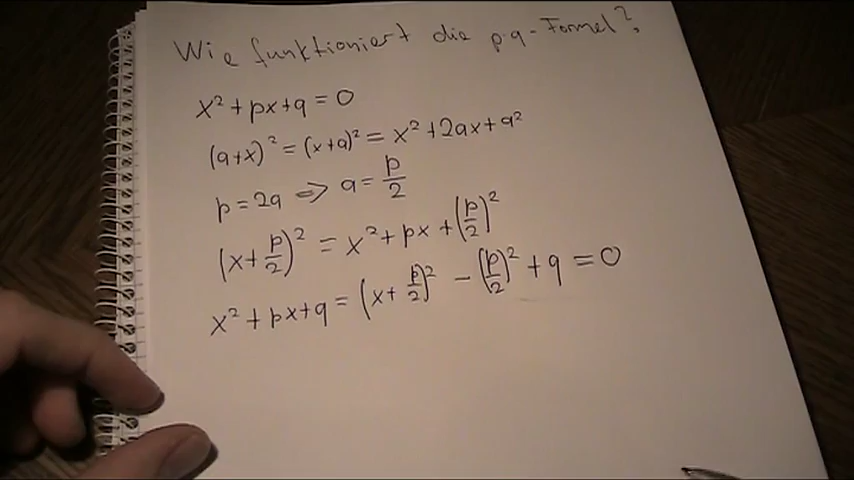 Wie funktioniert die p-q-Formel?
x² + px + q = 0
(a+x)² = (x+a)² = x² + 2ax + a²
p = 2a => a = p/2
(x + p/2)² = x² + px + (p/2)²
x² + px + q = (x + p/2)² - (p/2)² + q = 0